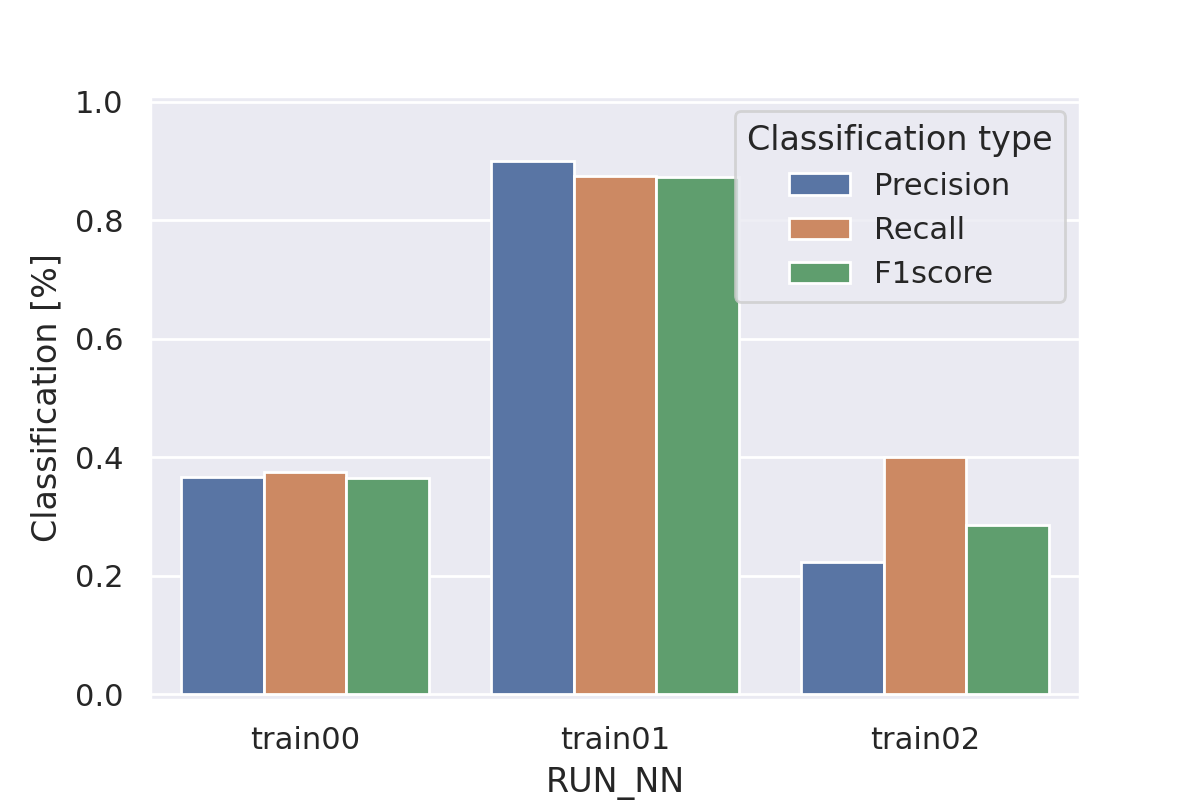 1.0
0.8
0.6
0.4
0.2
0.0
Classification [%]
Classification type
Precision
Recall
F1score
train00
train01
train02
RUN_NN